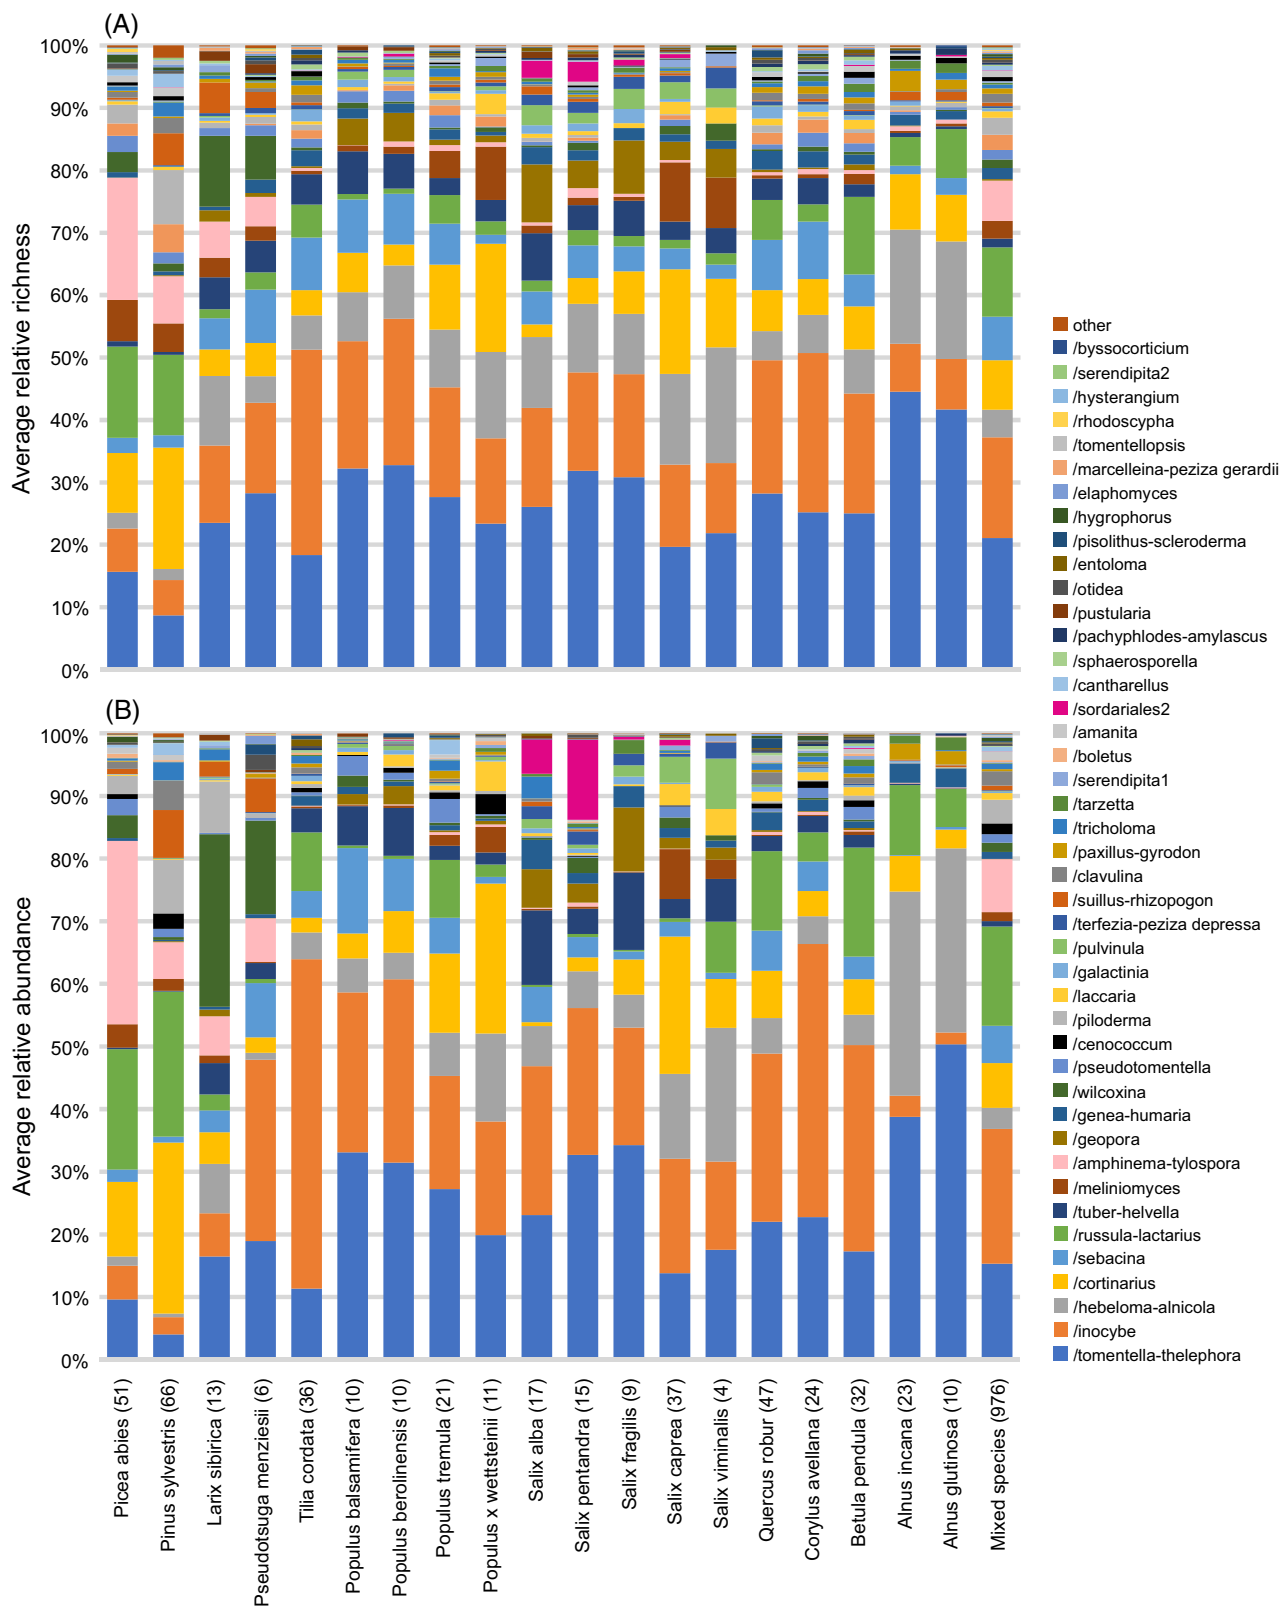 (A)
100%
90%
80%
70%
60%
50%
40%
30%
20%
10%
0%
Average relative richness
(B)
100%
90%
80%
70%
60%
50%
40%
30%
20%
10%
0%
Average relative abundance
Picea abies (51)
Pinus sylvestris (66)
Larix sibirica (13)
Pseudotsuga menziesii (6)
Tilia cordata (36)
Populus balsamifera (10)
Populus berolinensis (10)
Populus tremula (21)
Populus x wettsteinii (11)
Salix alba (17)
Salix pentandra (15)
Salix fragilis (9)
Salix caprea (37)
Salix viminalis (4)
Quercus robur (47)
Corylus avellana (24)
Betula pendula (32)
Alnus incana (23)
Alnus glutinosa (10)
Mixed species (976)
other
/byssocorticium
/serendipita2
/hysterangium
/rhodoscypha
/tomentellopsis
/marcelleina-peziza gerardii
/elaphomyces
/hygrophorus
/pisolithus-scleroderma
/entoloma
/otidea
/pustularia
/pachyphlodes-amylascus
/sphaerosporella
/cantharellus
/sordariales2
/amanita
/boletus
/serendipita1
/tarzetta
/tricholoma
/paxillus-gyrodon
/clavulina
/suillus-rhizopogon
/terfezia-peziza depressa
/pulvinula
/galactinia
/laccaria
/piloderma
/cenococcum
/pseudotomentella
/wilcoxina
/genea-humaria
/geopora
/amphinema-tylospora
/meliniomyces
/tuber-helvella
/russula-lactarius
/sebacina
/cortinarius
/hebeloma-alnicola
/inocybe
/tomentella-thelephora